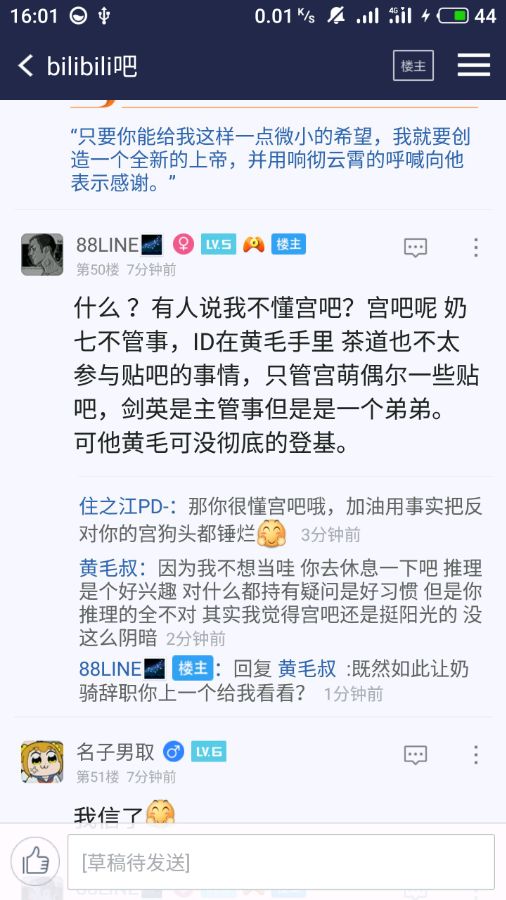 16:01
0.01 K/s
4G
44
bilibili吧
楼主
“只要你能给我这样一点微小的希望，我就要创
造一个全新的上帝，并用响彻云霄的呼喊向他
表示感谢。”
88LINE LV.5 楼主
第50楼 7分钟前
什么 ？有人说我不懂宫吧？宫吧呢 奶
七不管事，ID在黄毛手里 茶道也不太
参与贴吧的事情，只管宫萌偶尔一些贴
吧，剑英是主管事但是是一个弟弟。
可他黄毛可没彻底的登基。
住之江PD-：那你很懂宫吧哦，加油用事实把反
对你的宫狗头都锤烂 3分钟前
黄毛叔：因为我不想当哇 你去休息一下吧 推理
是个好兴趣 对什么都持有疑问是好习惯 但是你
推理的全不对 其实我觉得宫吧还是挺阳光的 没
这么阴暗 2分钟前
88LINE 楼主：回复 黄毛叔 :既然如此让奶
骑辞职你上一个给我看看？ 1分钟前
名子男取 LV.6
第51楼 7分钟前
我信了
[草稿待发送]